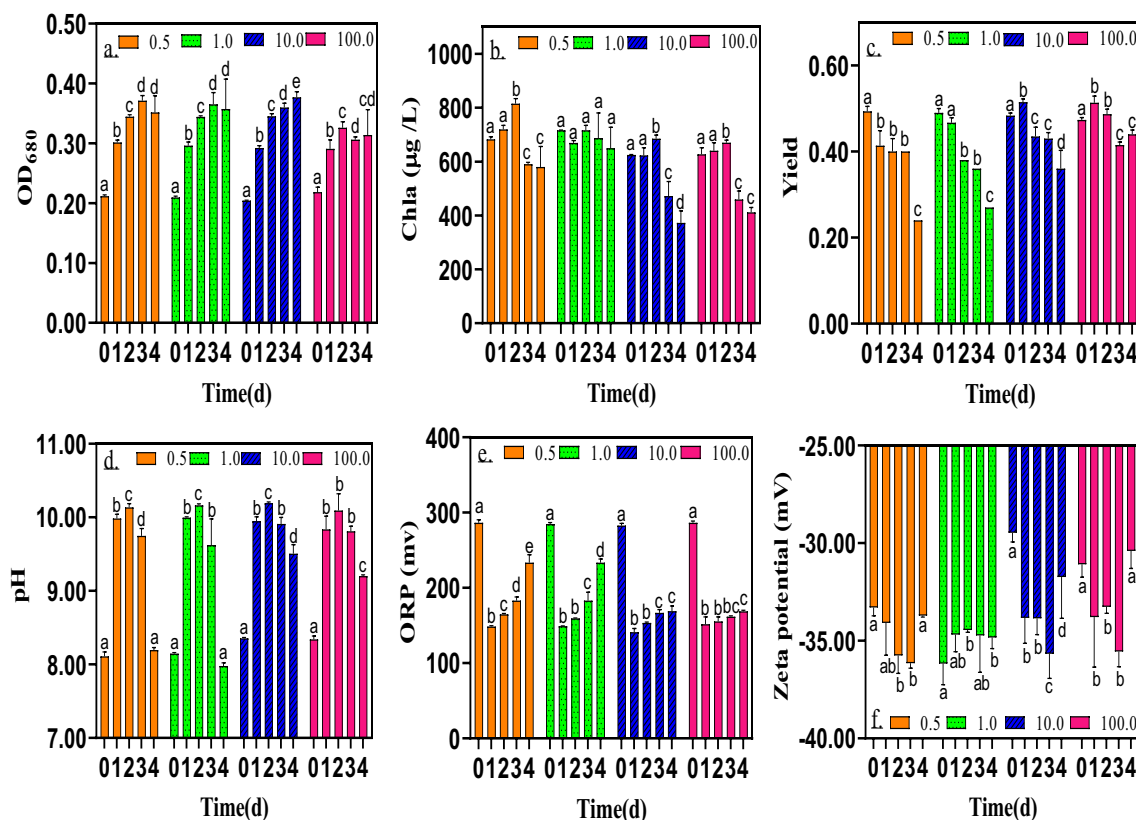 a. 0.5 1.0 10.0 100.0
OD680
0.50
0.40
0.30
0.20
0.10
0.00
a b c d d a b c d d a b c d e a b c d cd
01234 01234 01234 01234
Time(d)
b. 0.5 1.0 10.0 100.0
Chla (µg /L)
1000
800
600
400
200
0
a a b c c a a a a a a a a c d a a b c c
01234 01234 01234 01234
Time(d)
c. 0.5 1.0 10.0 100.0
Yield
0.60
0.40
0.20
0.00
a b b b c a a b b c a b c c c a b b c c
01234 01234 01234 01234
Time(d)
d. 0.5 1.0 10.0 100.0
pH
11.00
10.00
9.00
8.00
7.00
a b c d a a b b c a a b c b d a b b b c
01234 01234 01234 01234
Time(d)
e. 0.5 1.0 10.0 100.0
ORP (mv)
400
300
200
100
0
a b c d e a b b c d a b b c c a b b bc c
01234 01234 01234 01234
Time(d)
Zeta potential (mV)
-25.00
-30.00
-35.00
-40.00
a ab b b a a ab b ab b a b b c d a b b b a
f. 0.5 1.0 10.0 100.0
01234 01234 01234 01234
Time(d)